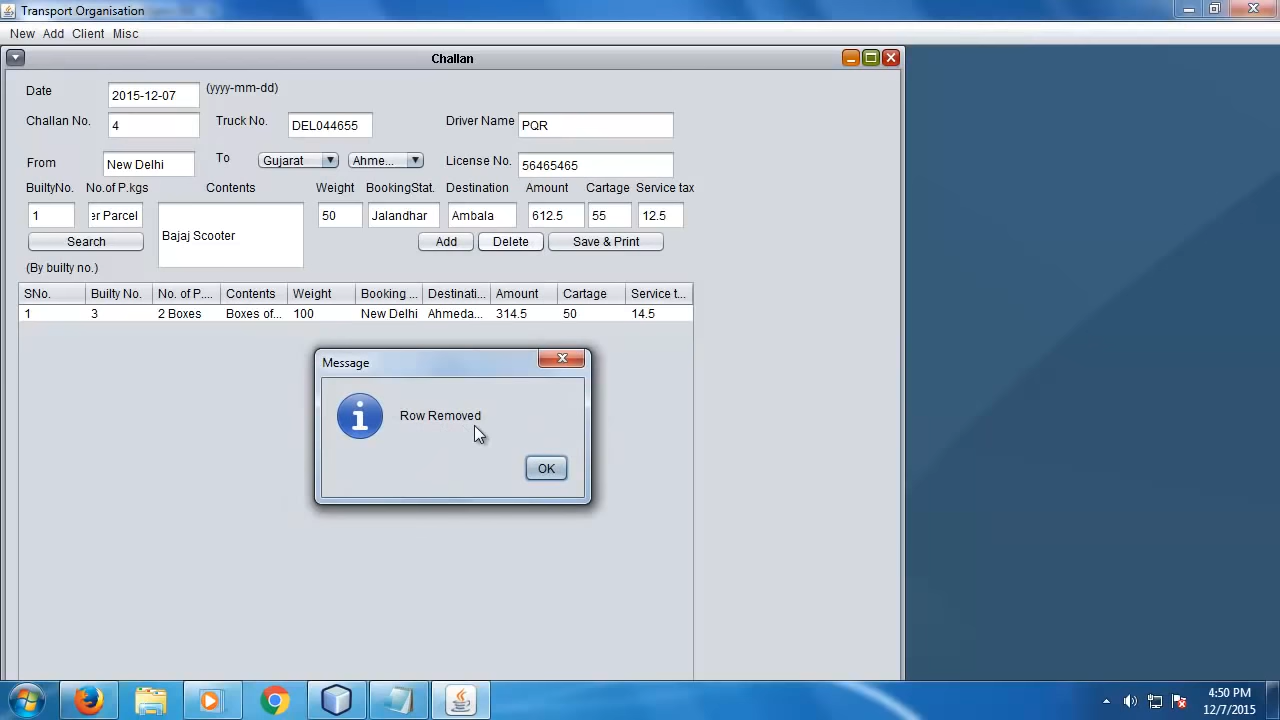 Transport Organisation
New Add Client Misc
Challan
Date 2015-12-07 (yyyy-mm-dd)
Challan No. 4 Truck No. DEL044655 Driver Name PQR
From New Delhi To Gujarat Ahme... License No. 56465465
BuiltyNo. No.of P.kgs Contents Weight BookingStat. Destination Amount Cartage Service tax
1 er Parcel Bajaj Scooter 50 Jalandhar Ambala 612.5 55 12.5
Search Add Delete Save & Print
(By builty no.)
SNo. Builty No. No. of P.... Contents Weight Booking ... Destinati... Amount Cartage Service t...
1 3 2 Boxes Boxes of... 100 New Delhi Ahmeda... 314.5 50 14.5
Message
Row Removed
OK
4:50 PM
12/7/2015